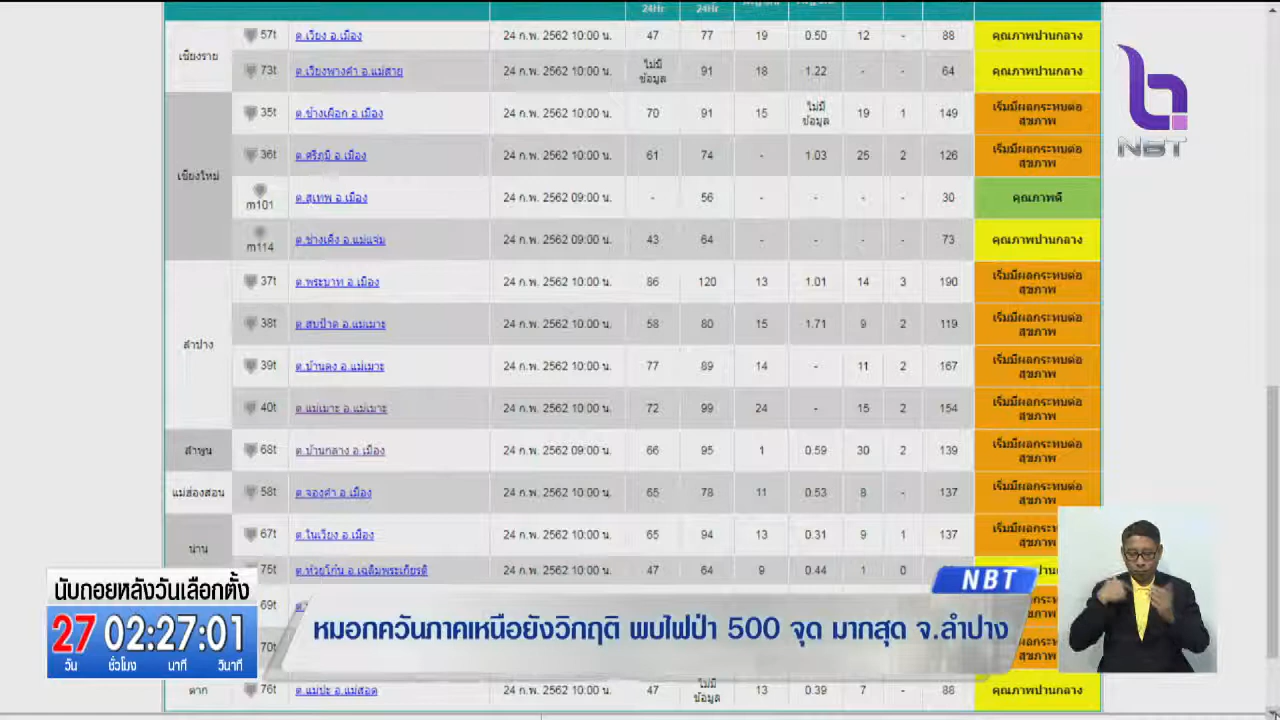 24Hr 24Hr
เชียงราย
57t ต.เวียง อ.เมือง 24 ก.พ. 2562 10:00 น. 47 77 19 0.50 12 - 88 คุณภาพปานกลาง
73t ต.เวียงพางคำ อ.แม่สาย 24 ก.พ. 2562 10:00 น. ไม่มีข้อมูล 91 18 1.22 - - 64 คุณภาพปานกลาง
เชียงใหม่
35t ต.ช้างเผือก อ.เมือง 24 ก.พ. 2562 10:00 น. 70 91 15 ไม่มีข้อมูล 19 1 149 เริ่มมีผลกระทบต่อสุขภาพ
36t ต.ศรีภูมิ อ.เมือง 24 ก.พ. 2562 10:00 น. 61 74 - 1.03 25 2 126 เริ่มมีผลกระทบต่อสุขภาพ
m101 ต.สุเทพ อ.เมือง 24 ก.พ. 2562 09:00 น. - 56 - - - - 30 คุณภาพดี
m114 ต.ช่างเคิ่ง อ.แม่แจ่ม 24 ก.พ. 2562 09:00 น. 43 64 - - - - 73 คุณภาพปานกลาง
ลำปาง
37t ต.พระบาท อ.เมือง 24 ก.พ. 2562 10:00 น. 86 120 13 1.01 14 3 190 เริ่มมีผลกระทบต่อสุขภาพ
38t ต.สบป้าด อ.แม่เมาะ 24 ก.พ. 2562 10:00 น. 58 80 15 1.71 9 2 119 เริ่มมีผลกระทบต่อสุขภาพ
39t ต.บ้านดง อ.แม่เมาะ 24 ก.พ. 2562 10:00 น. 77 89 14 - 11 2 167 เริ่มมีผลกระทบต่อสุขภาพ
40t ต.แม่เมาะ อ.แม่เมาะ 24 ก.พ. 2562 10:00 น. 72 99 24 - 15 2 154 เริ่มมีผลกระทบต่อสุขภาพ
ลำพูน 68t ต.บ้านกลาง อ.เมือง 24 ก.พ. 2562 09:00 น. 66 95 1 0.59 30 2 139 เริ่มมีผลกระทบต่อสุขภาพ
แม่ฮ่องสอน 58t ต.จองคำ อ.เมือง 24 ก.พ. 2562 10:00 น. 65 78 11 0.53 8 - 137 เริ่มมีผลกระทบต่อสุขภาพ
น่าน
67t ต.ในเวียง อ.เมือง 24 ก.พ. 2562 10:00 น. 65 94 13 0.31 9 1 137
75t ต.ห้วยโก๋น อ.เฉลิมพระเกียรติ 24 ก.พ. 2562 10:00 น. 47 64 9 0.44 1 0
69t
70t
ตาก 76t ต.แม่ปะ อ.แม่สอด 24 ก.พ. 2562 10:00 น. 47 ไม่มีข้อมูล 13 0.39 7 - 88 คุณภาพปานกลาง
NBT
นับถอยหลังวันเลือกตั้ง
27 02:27:01
วัน ชั่วโมง นาที วินาที
NBT
หมอกควันภาคเหนือยังวิกฤติ พบไฟป่า 500 จุด มากสุด จ.ลำปาง